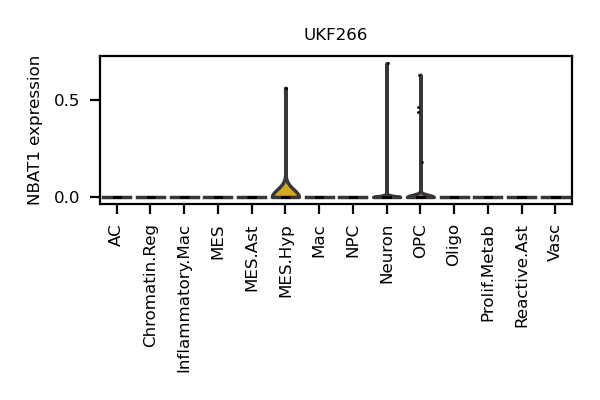 UKF266
NBAT1 expression
0.5
0.0
AC
Chromatin.Reg
Inflammatory.Mac
MES
MES.Ast
MES.Hyp
Mac
NPC
Neuron
OPC
Oligo
Prolif.Metab
Reactive.Ast
Vasc